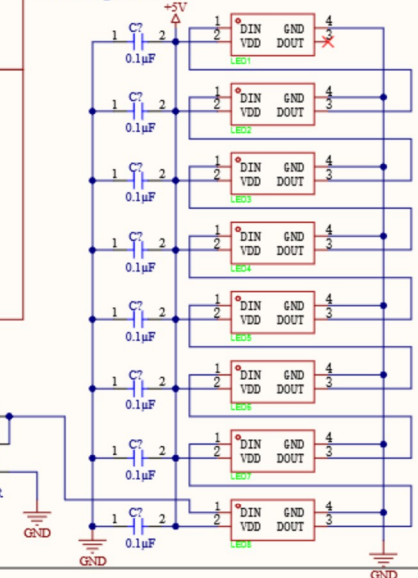 +5V
C?
1 2
0.1µF
1 DIN GND 4
2 VDD DOUT 3
LED1
C?
1 2
0.1µF
1 DIN GND 4
2 VDD DOUT 3
LED2
C?
1 2
0.1µF
1 DIN GND 4
2 VDD DOUT 3
LED3
C?
1 2
0.1µF
1 DIN GND 4
2 VDD DOUT 3
LED4
C?
1 2
0.1µF
1 DIN GND 4
2 VDD DOUT 3
LED5
C?
1 2
0.1µF
1 DIN GND 4
2 VDD DOUT 3
LED6
C?
1 2
0.1µF
1 DIN GND 4
2 VDD DOUT 3
LED7
C?
1 2
0.1µF
1 DIN GND 4
2 VDD DOUT 3
LED8
GND
GND
GND